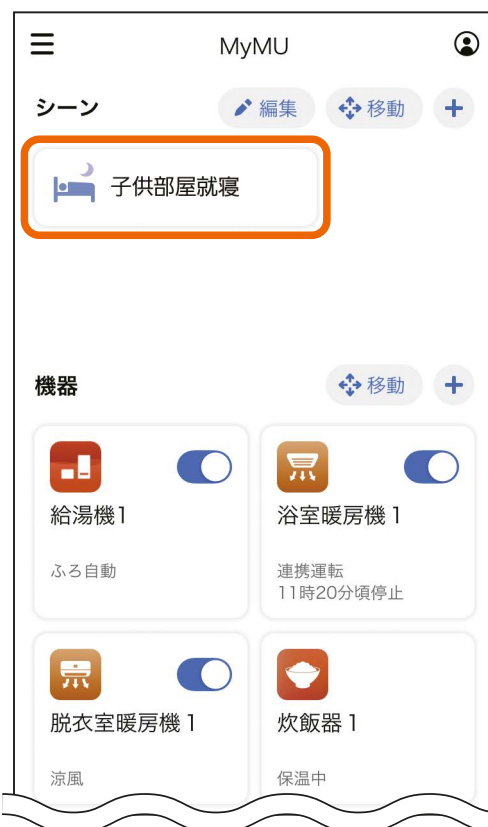 MyMU
シーン
編集
移動
子供部屋就寝
機器
移動
給湯機1
ふろ自動
浴室暖房機 1
連携運転
11時20分頃停止
脱衣室暖房機 1
涼風
炊飯器 1
保温中